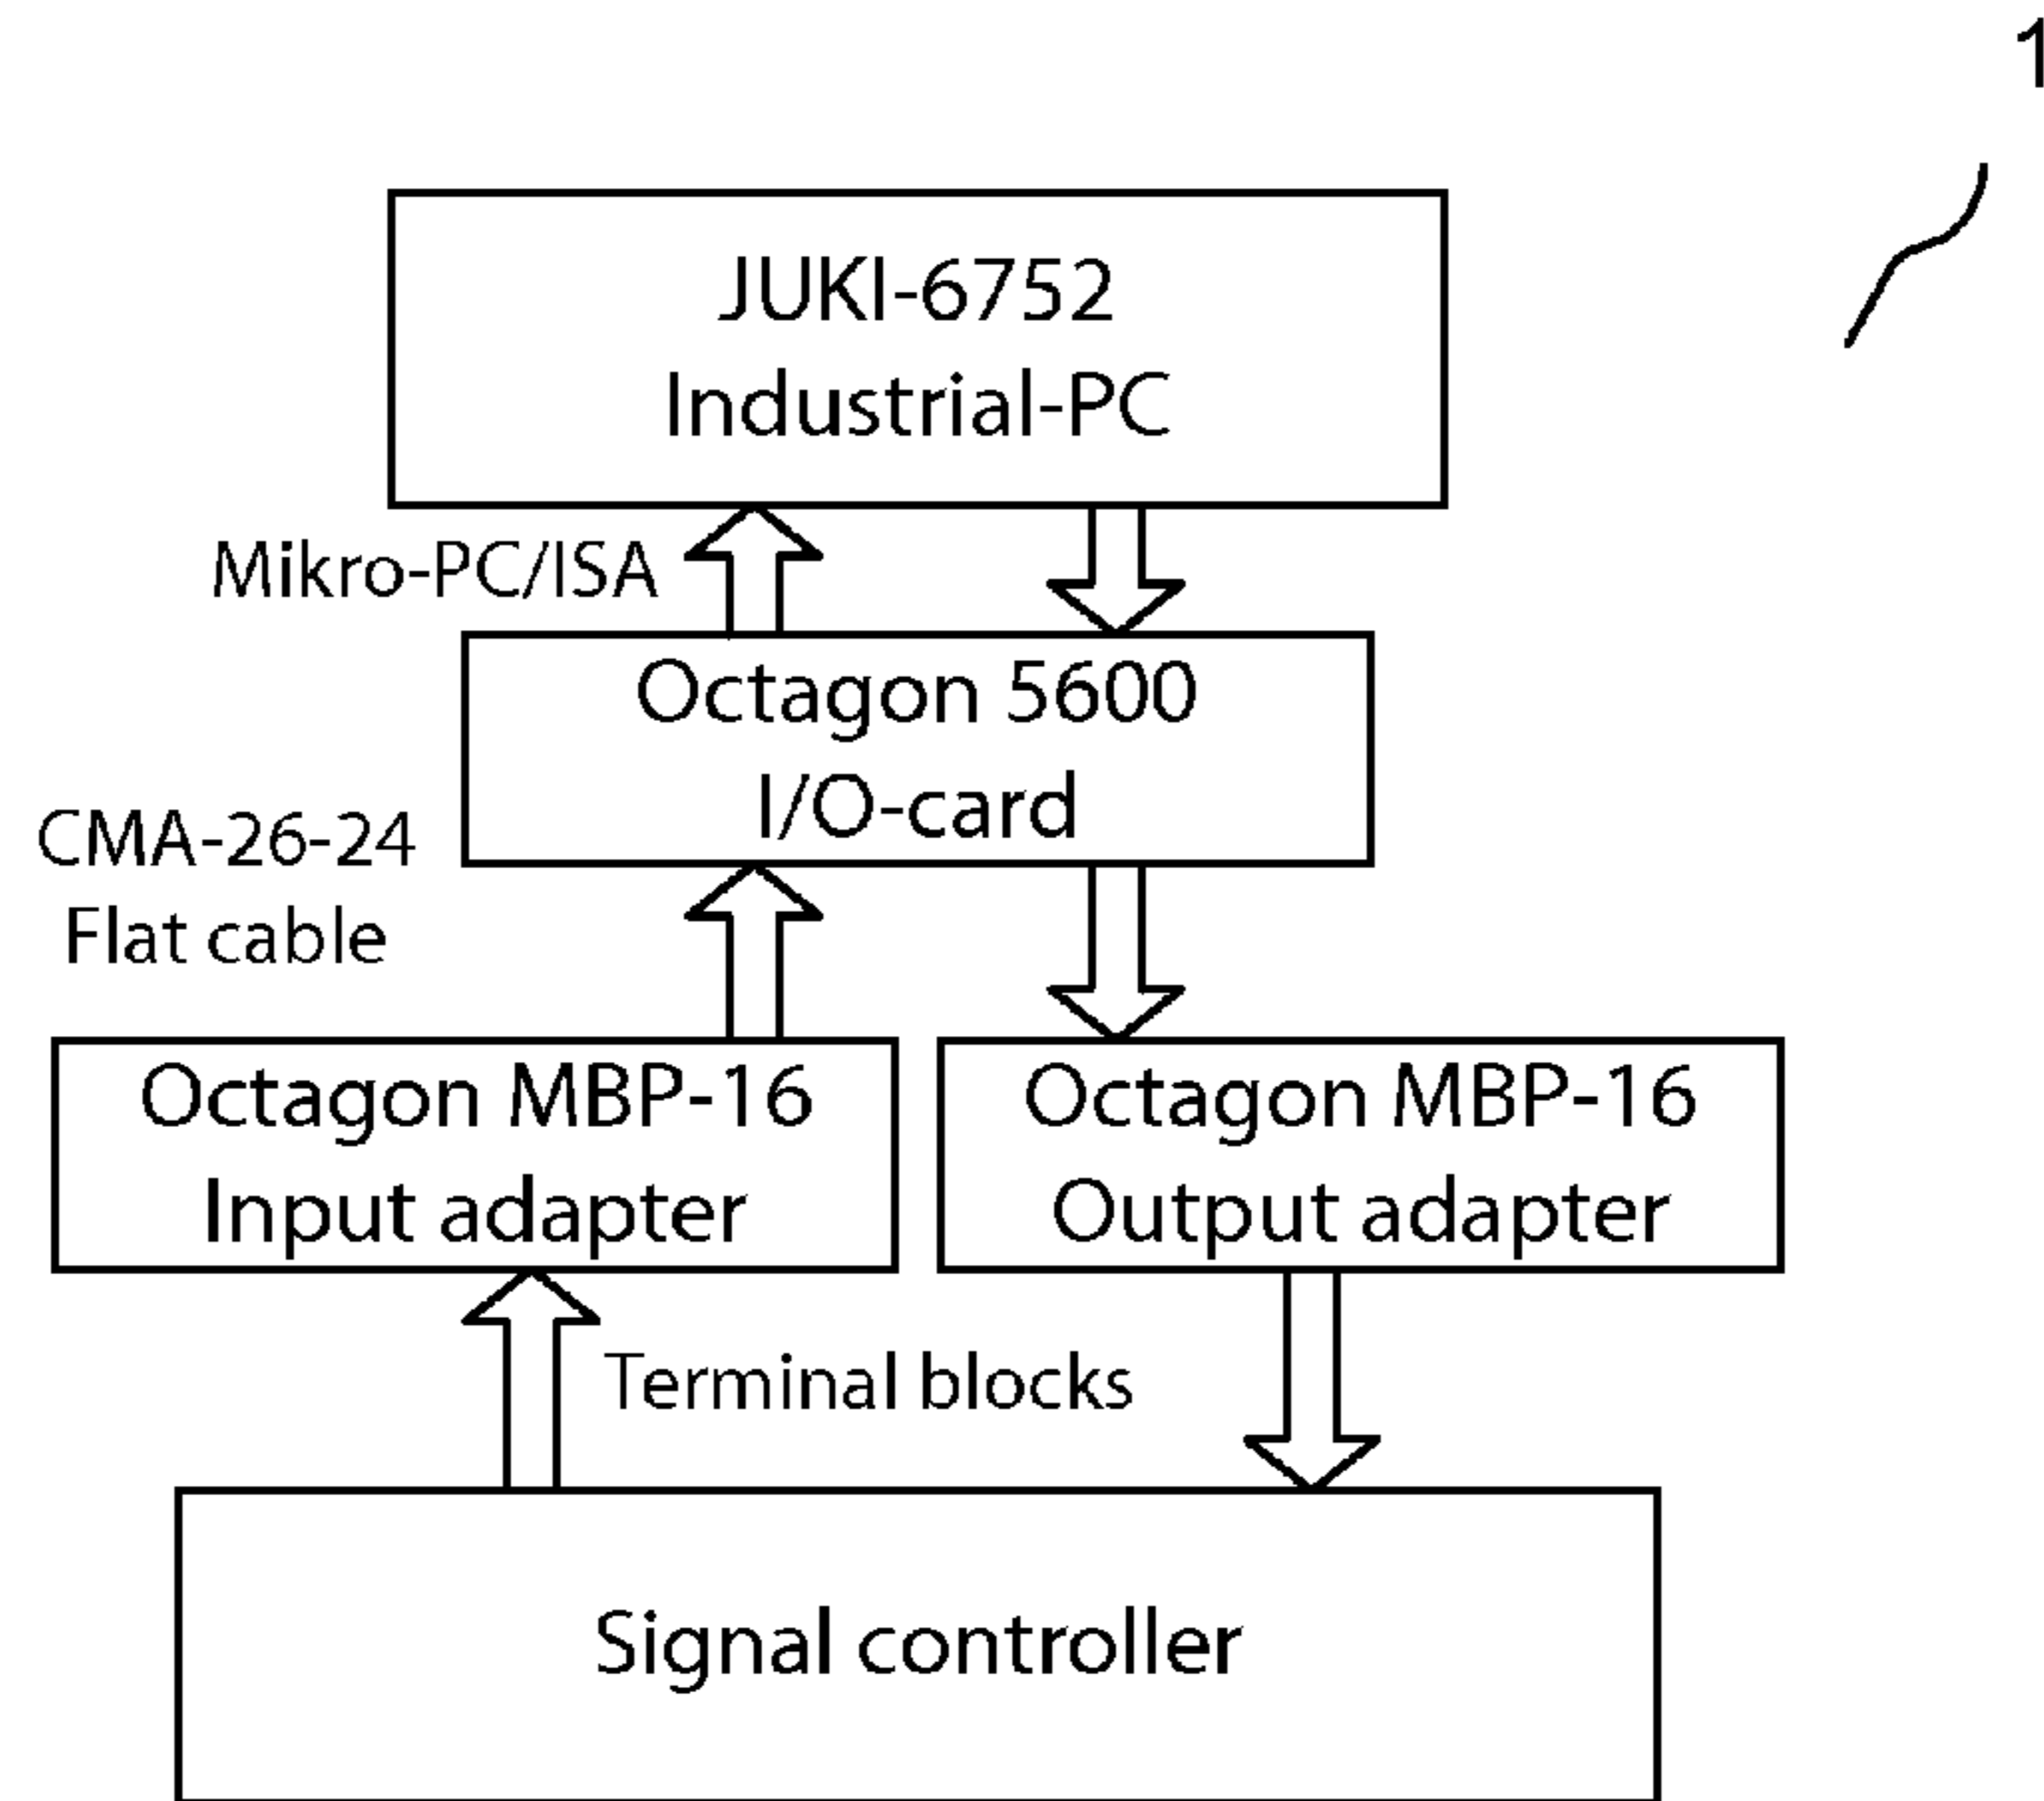 1
JUKI-6752
Industrial-PC
Mikro-PC/ISA
Octagon 5600
I/O-card
CMA-26-24
Flat cable
Octagon MBP-16
Input adapter
Octagon MBP-16
Output adapter
Terminal blocks
Signal controller